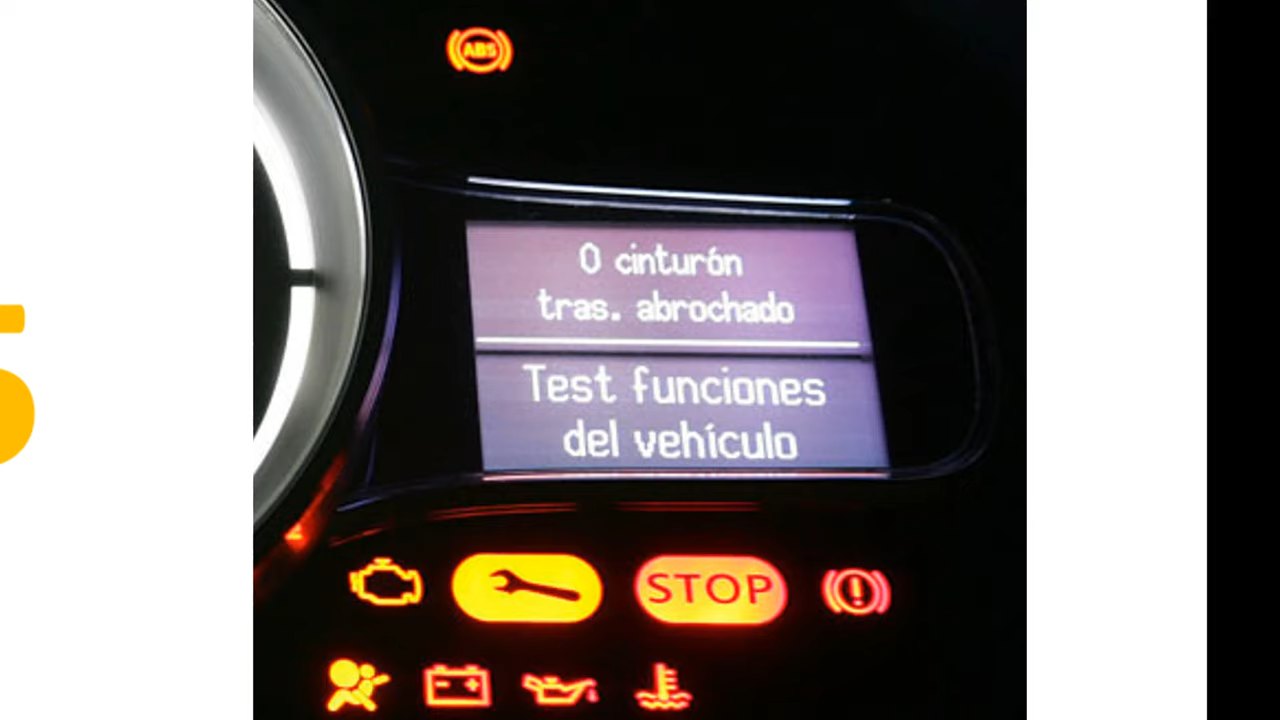 ABS
0 cinturón
tras. abrochado
Test funciones
del vehículo
STOP